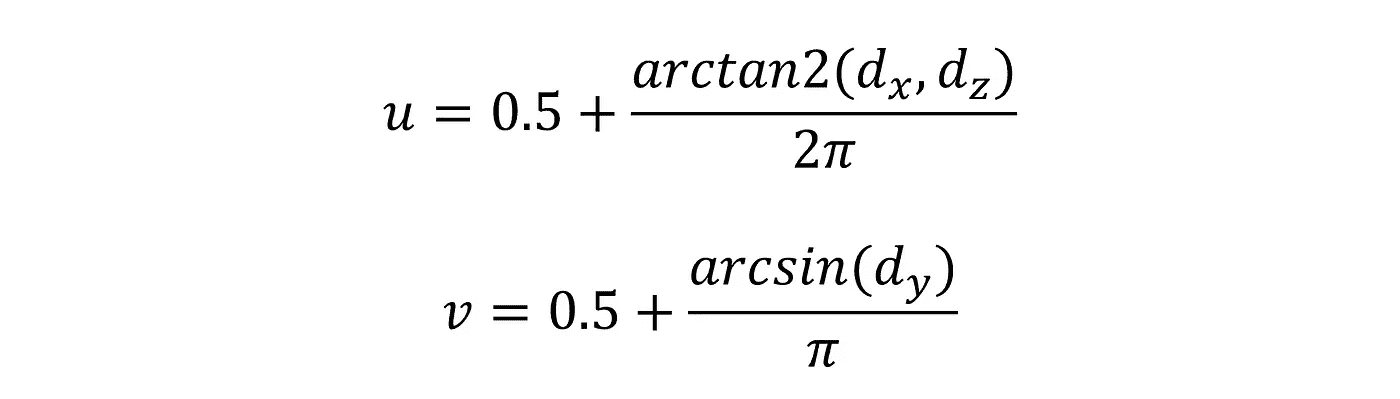 u = 0.5 + arctan2(d_x, d_z) / 2π
v = 0.5 + arcsin(d_y) / π